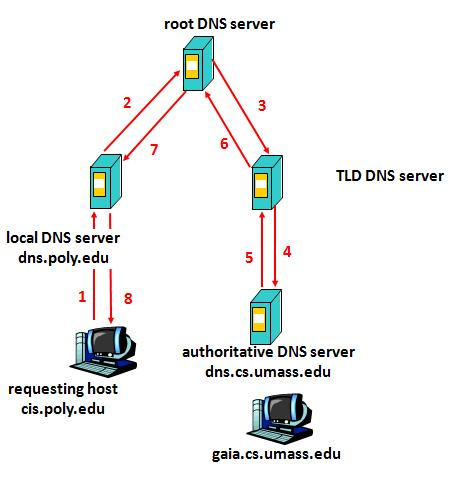 root DNS server
2
3
7
6
TLD DNS server
local DNS server
dns.poly.edu
5
4
1
8
authoritative DNS server
dns.cs.umass.edu
requesting host
cis.poly.edu
gaia.cs.umass.edu